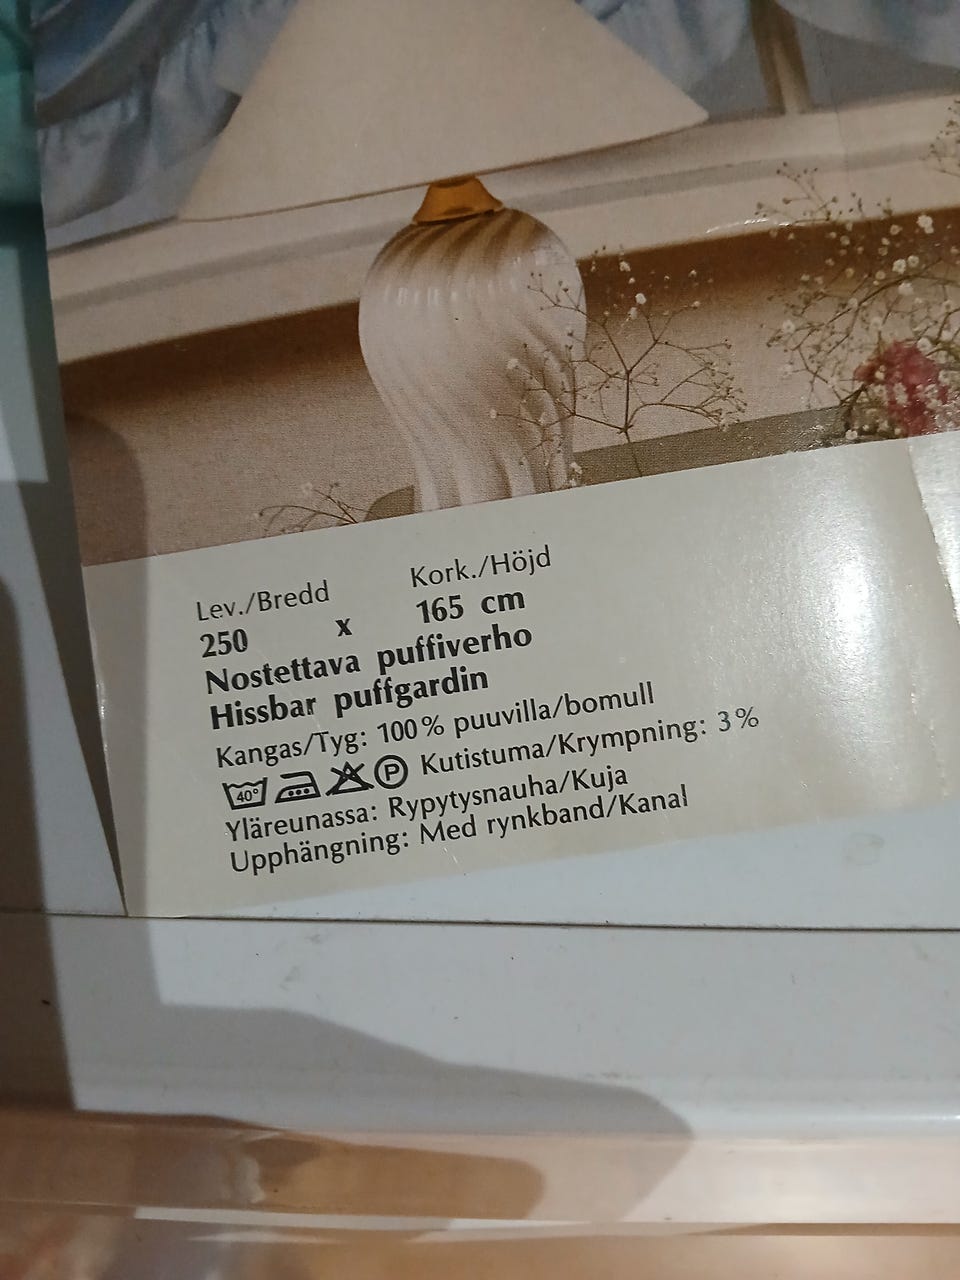 Lev./Bredd Kork./Höjd
250 x 165 cm
Nostettava puffiverho
Hissbar puffgardin
Kangas/Tyg: 100% puuvilla/bomull
40° P Kutistuma/Krympning: 3%
Yläreunassa: Rypytysnauha/Kuja
Upphängning: Med rynkband/Kanal